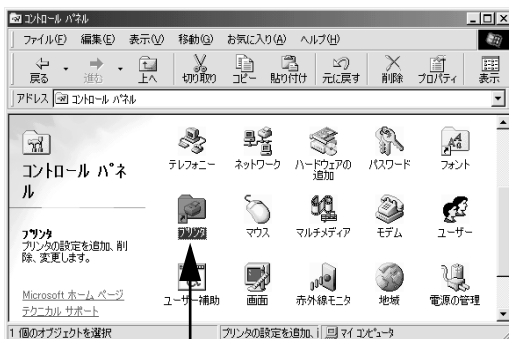 コントロール パネル
ファイル(F) 編集(E) 表示(V) 移動(G) お気に入り(A) ヘルプ(H)
戻る 進む 上へ 切り取り コピー 貼り付け 元に戻す 削除 プロパティ 表示
アドレス コントロール パネル
コントロール パネ
ル
プリンタ
プリンタの設定を追加、削
除、変更します。
Microsoft ホーム ページ
テクニカル サポート
テレフォニー ネットワーク ハードウェアの
追加 パスワード フォント
プリンタ マウス マルチメディア モデム ユーザー
ユーザー補助 画面 赤外線モニタ 地域 電源の管理
1 個のオブジェクトを選択 プリンタの設定を追加、i マイ コンピュータ